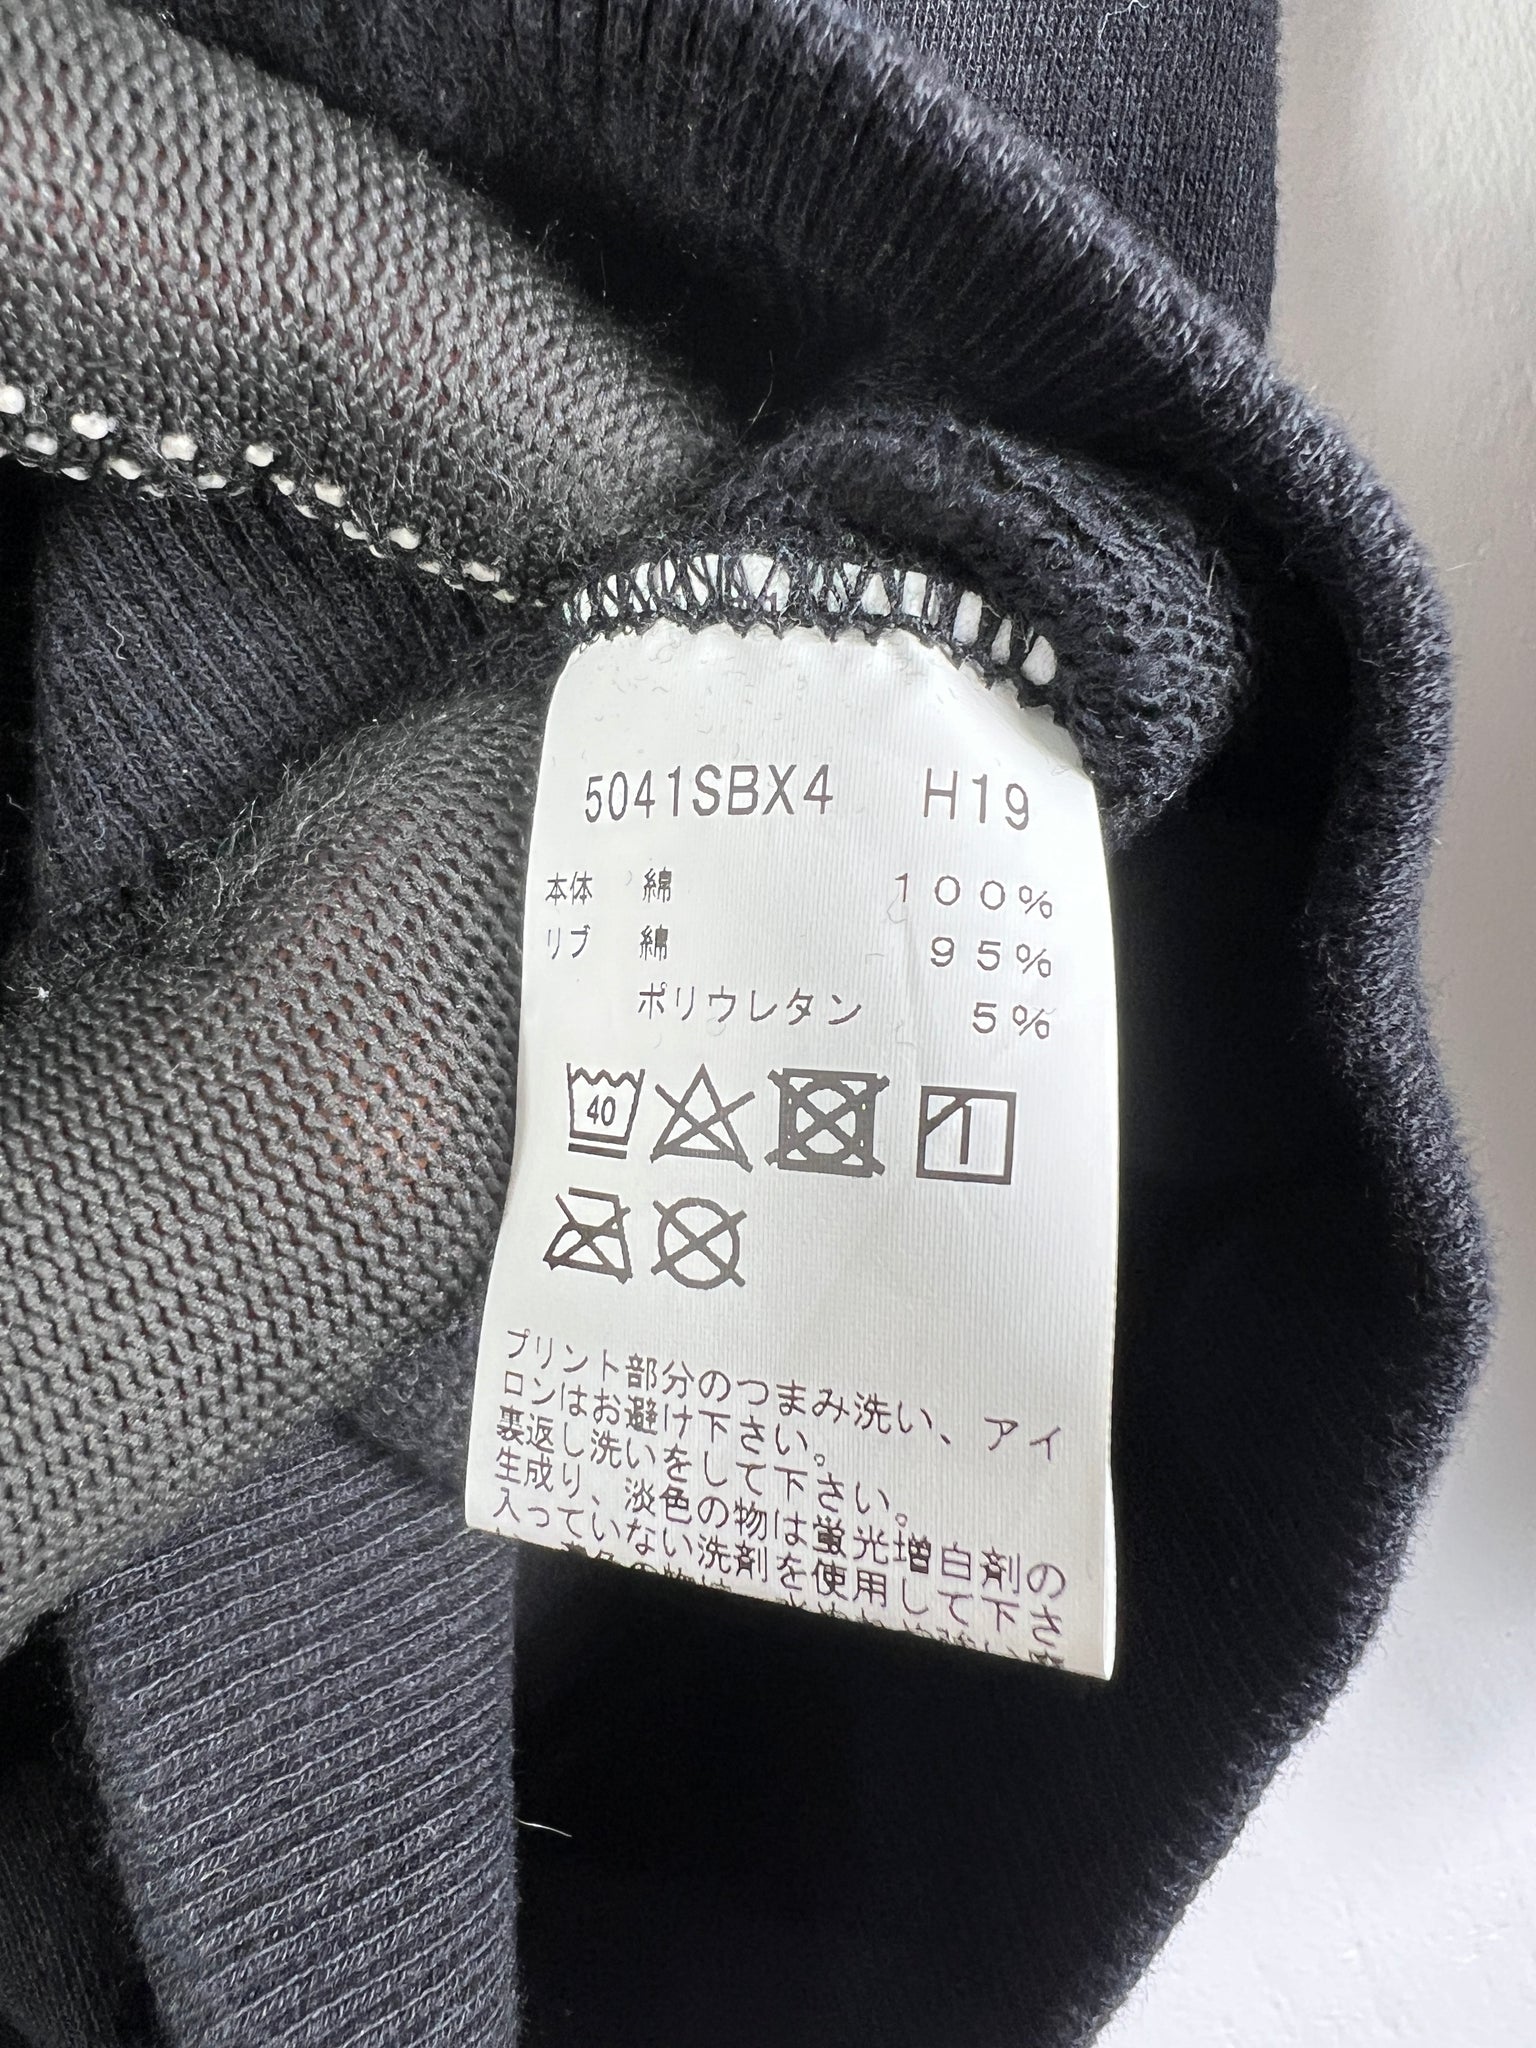 5041SBX4 H19
本体 綿 100%
リブ 綿 95%
ポリウレタン 5%
40
プリント部分のつまみ洗い、アイ
ロンはお避け下さい。
裏返し洗いをして下さい。
生成り、淡色の物は蛍光増白剤の
入っていない洗剤を使用して下さ